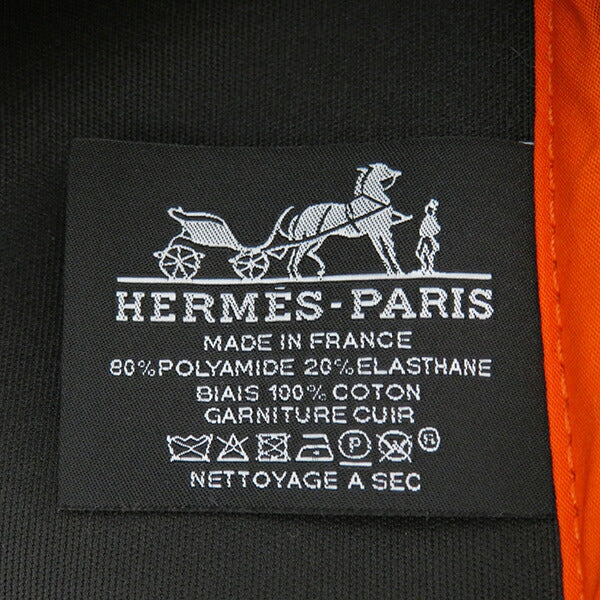 HERMÈS-PARIS
MADE IN FRANCE
80%POLYAMIDE 20%ELASTHANE
BIAIS 100% COTON
GARNITURE CUIR
P ®
NETTOYAGE A SEC